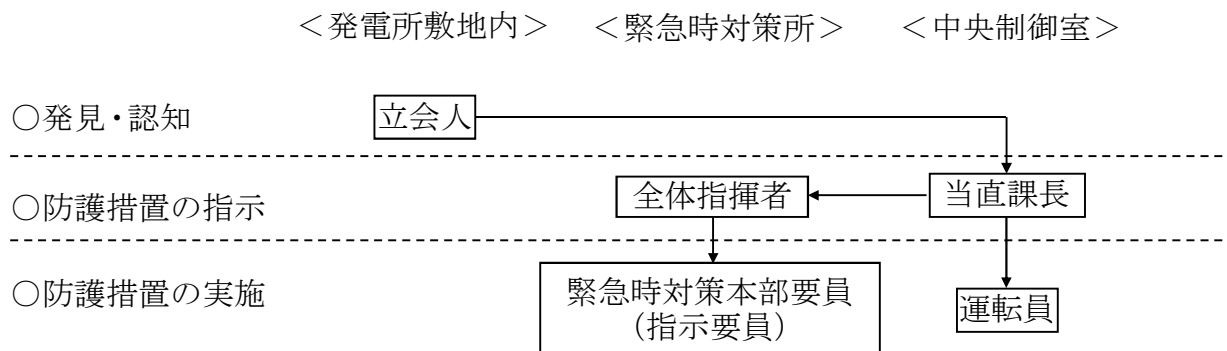 ＜発電所敷地内＞ ＜緊急時対策所＞ ＜中央制御室＞
○発見・認知 立会人
○防護措置の指示 全体指揮者 当直課長
○防護措置の実施 緊急時対策本部要員
（指示要員） 運転員